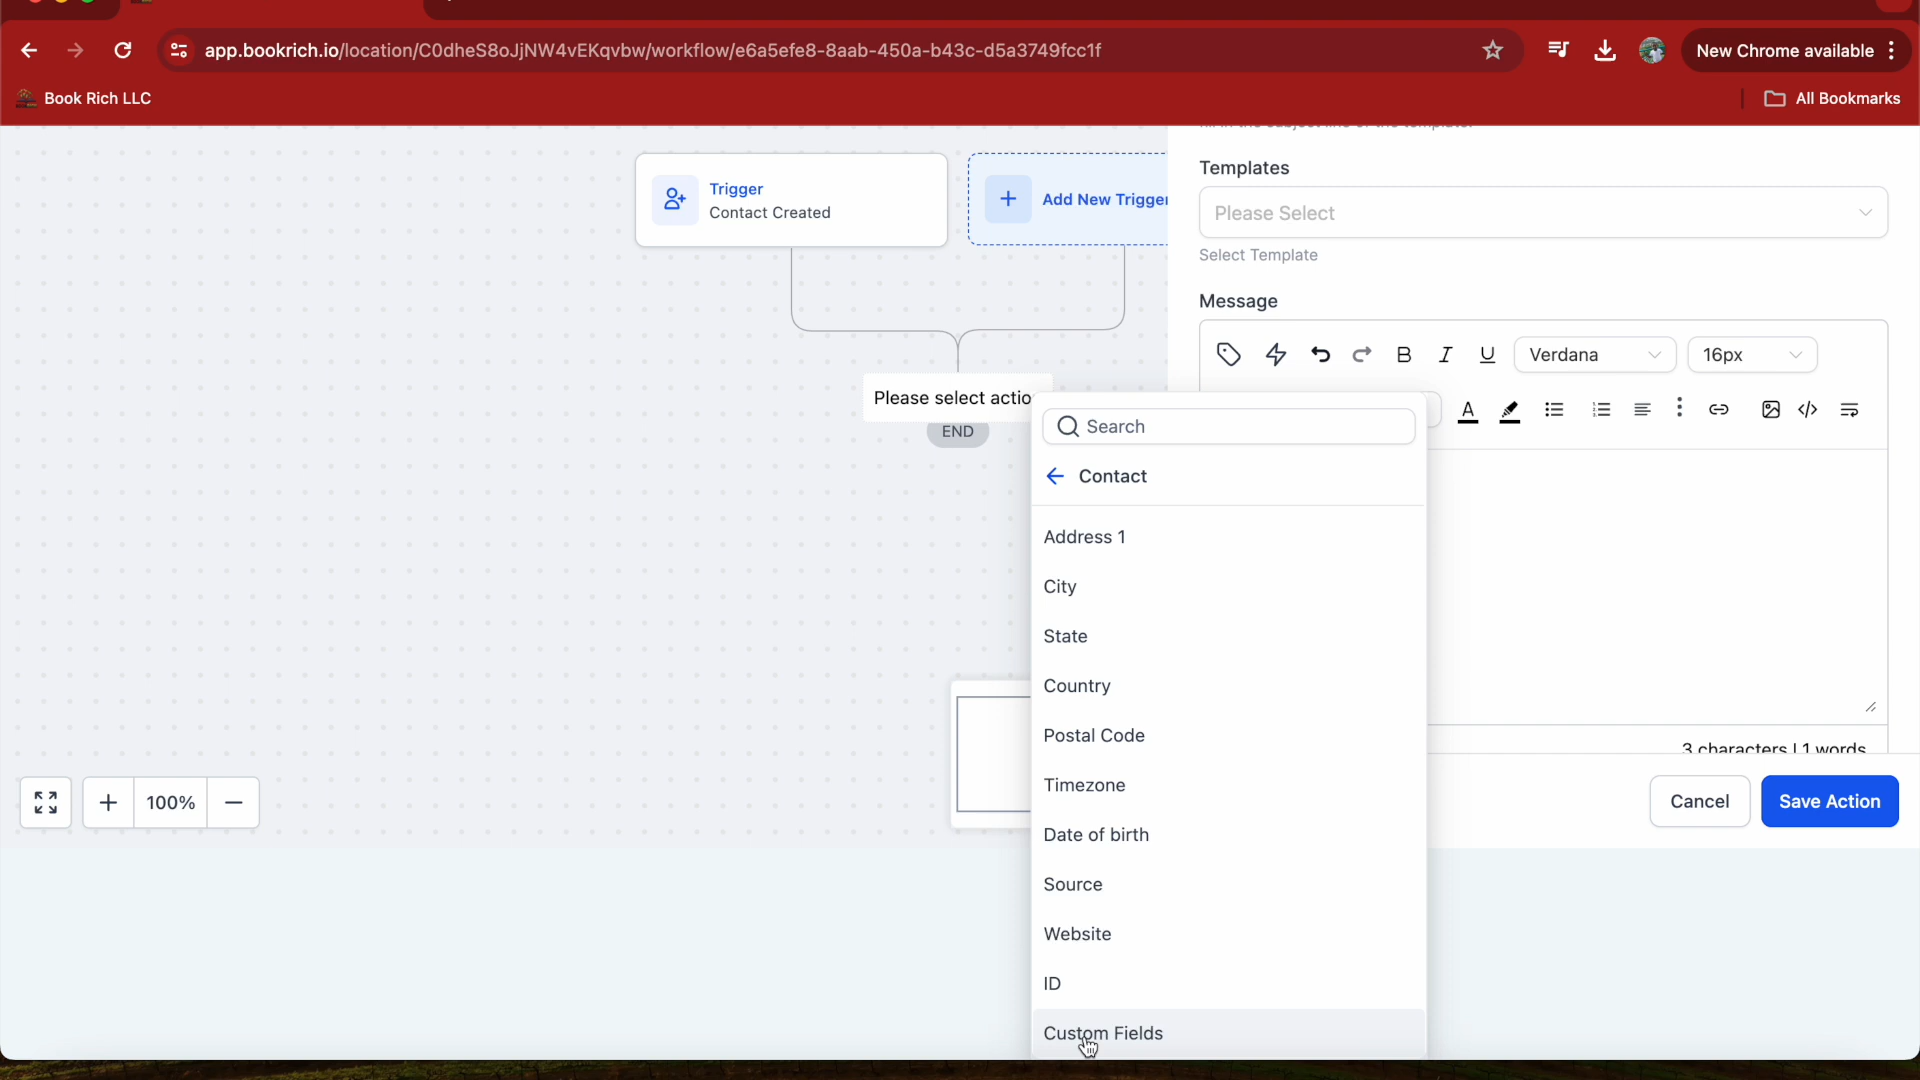 app.bookrich.io/location/C0dheS8oJjNW4vEKqvbw/workflow/e6a5efe8-8aab-450a-b43c-d5a3749fcc1f
New Chrome available
Book Rich LLC
All Bookmarks
Trigger
Contact Created
Add New Trigger
Please select actio
END
Templates
Please Select
Select Template
Message
Verdana
16px
Search
Contact
Address 1
City
State
Country
Postal Code
Timezone
Date of birth
Source
Website
ID
Custom Fields
3 characters | 1 words
100%
Cancel
Save Action